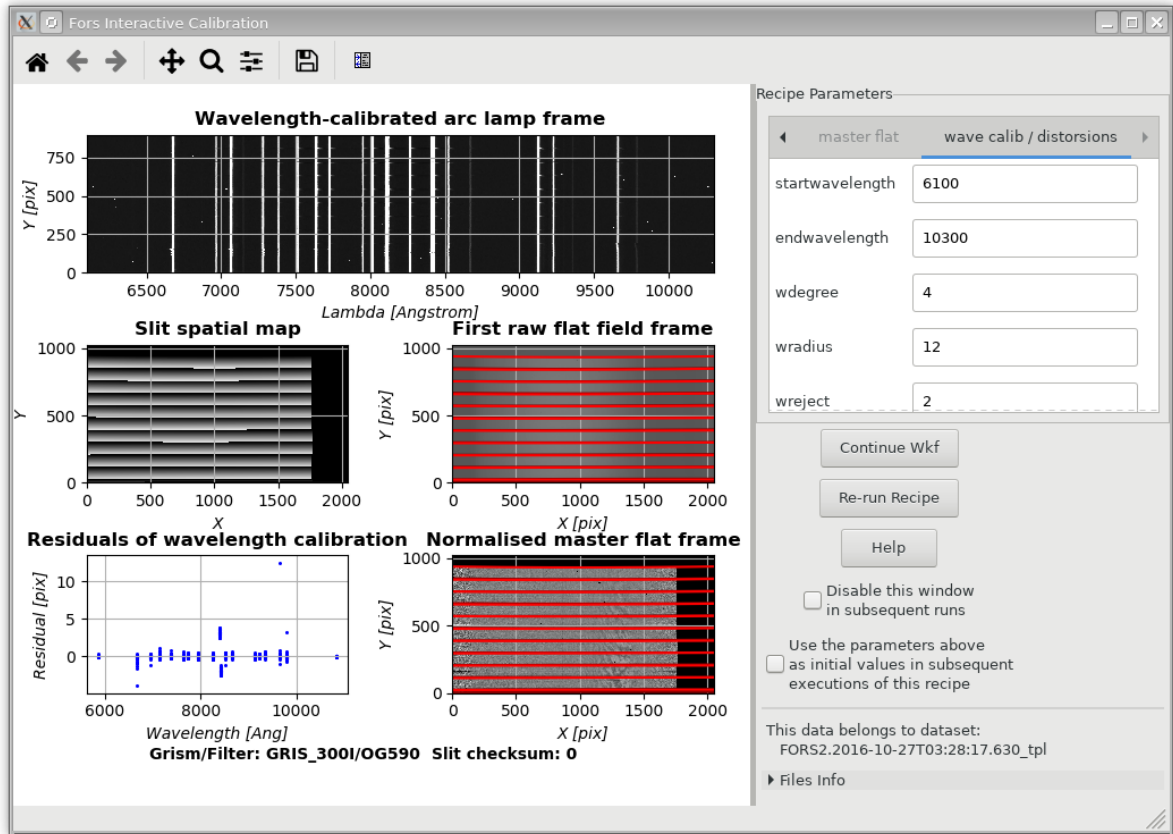 Fors Interactive Calibration
Wavelength-calibrated arc lamp frame
Y [pix]
750
500
250
0
6500 7000 7500 8000 8500 9000 9500 10000
Lambda [Angstrom]
Slit spatial map
Y
1000
500
0
0 500 1000 1500 2000
X
First raw flat field frame
Y [pix]
1000
500
0
0 500 1000 1500 2000
X [pix]
Residuals of wavelength calibration
Residual [pix]
10
5
0
6000 8000 10000
Wavelength [Ang]
Normalised master flat frame
Y [pix]
1000
500
0
0 500 1000 1500 2000
X [pix]
Grism/Filter: GRIS_300I/OG590 Slit checksum: 0
Recipe Parameters
master flat wave calib / distorsions
startwavelength 6100
endwavelength 10300
wdegree 4
wradius 12
wreject 2
Continue Wkf
Re-run Recipe
Help
Disable this window
in subsequent runs
Use the parameters above
as initial values in subsequent
executions of this recipe
This data belongs to dataset:
FORS2.2016-10-27T03:28:17.630_tpl
Files Info